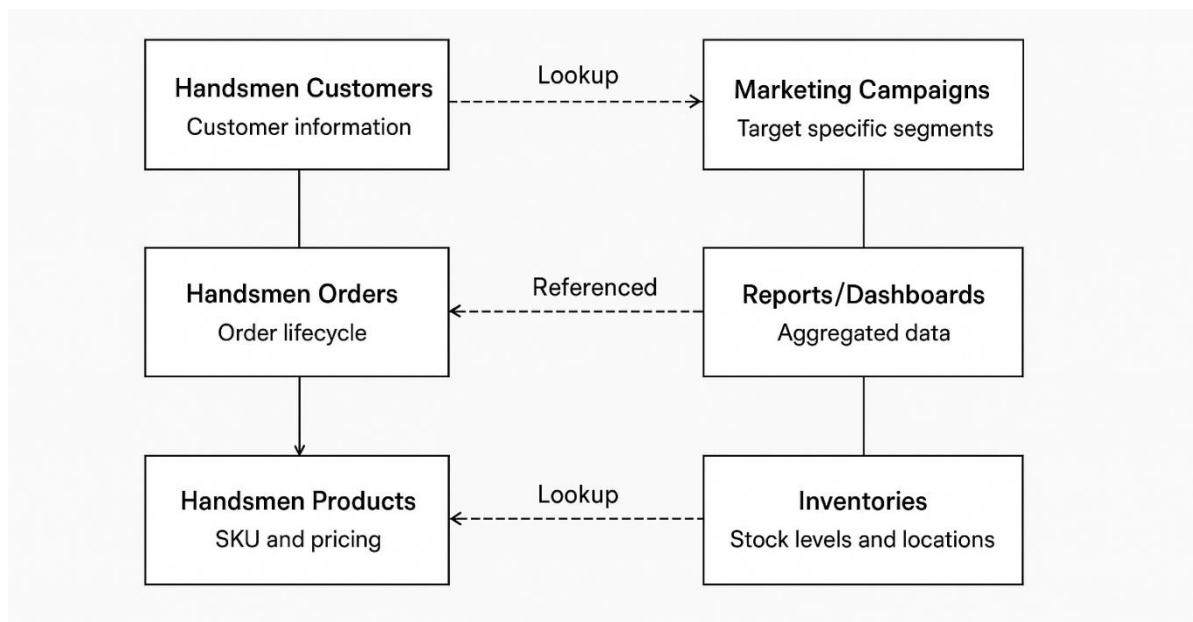 Handsmen Customers
Customer information
Lookup
Marketing Campaigns
Target specific segments
Handsmen Orders
Order lifecycle
Referenced
Reports/Dashboards
Aggregated data
Handsmen Products
SKU and pricing
Lookup
Inventories
Stock levels and locations